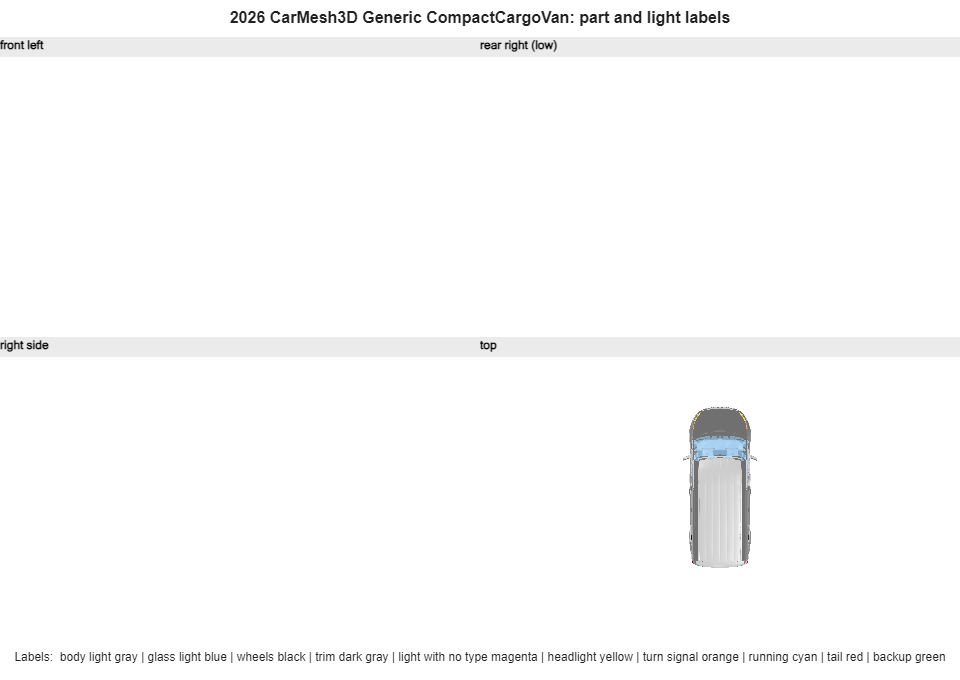 2026 CarMesh3D Generic CompactCargoVan: part and light labels
front left
rear right (low)
right side
top
Labels:  body light gray | glass light blue | wheels black | trim dark gray | light with no type magenta | headlight yellow | turn signal orange | running cyan | tail red | backup green